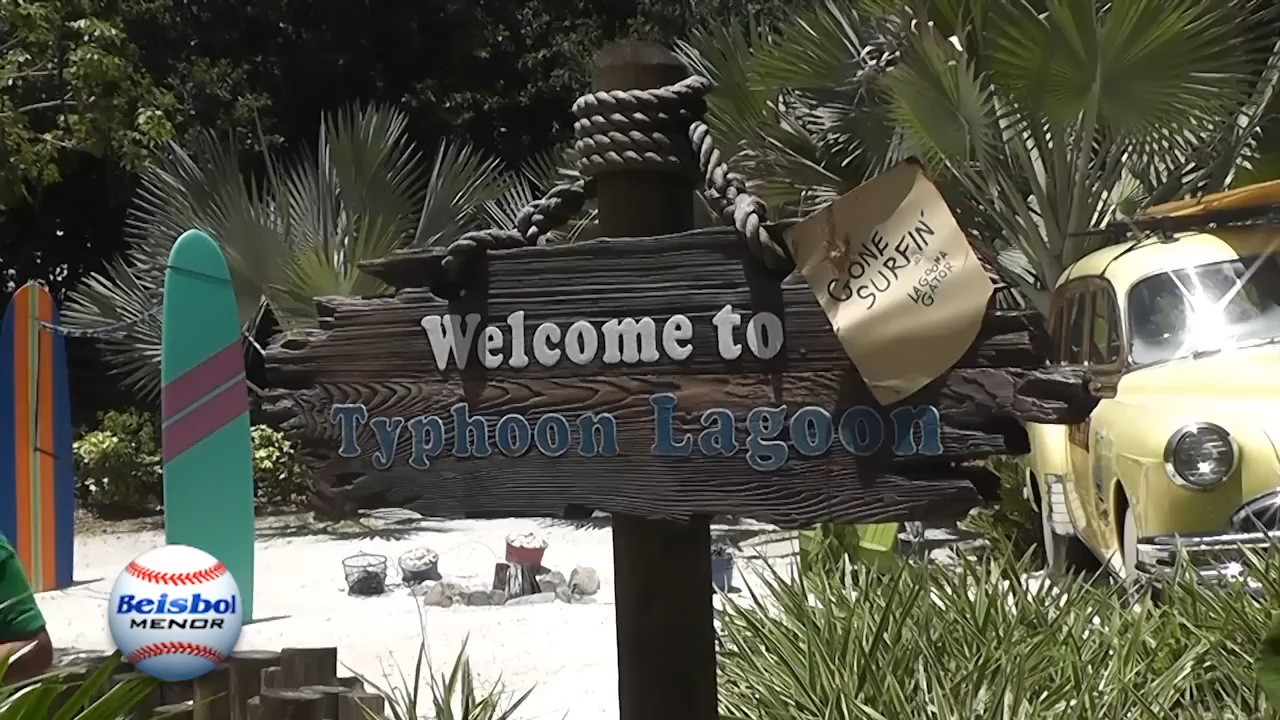 Welcome to
Typhoon Lagoon
GONE
SURFIN'
LAGOONA
GATOR
Beisbol
MENOR